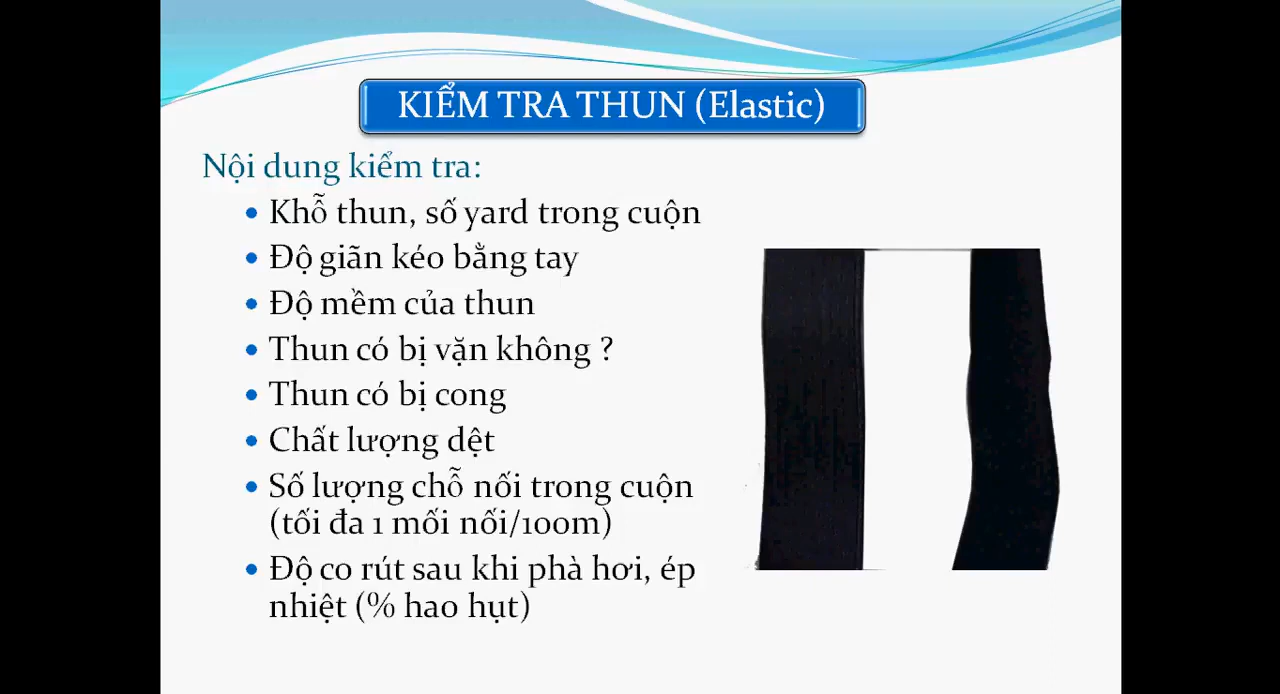 KIỂM TRA THUN (Elastic)
Nội dung kiểm tra:
• Khỗ thun, số yard trong cuộn
• Độ giãn kéo bằng tay
• Độ mềm của thun
• Thun có bị vặn không ?
• Thun có bị cong
• Chất lượng dệt
• Số lượng chỗ nối trong cuộn
(tối đa 1 mối nối/100m)
• Độ co rút sau khi phà hơi, ép
nhiệt (% hao hụt)